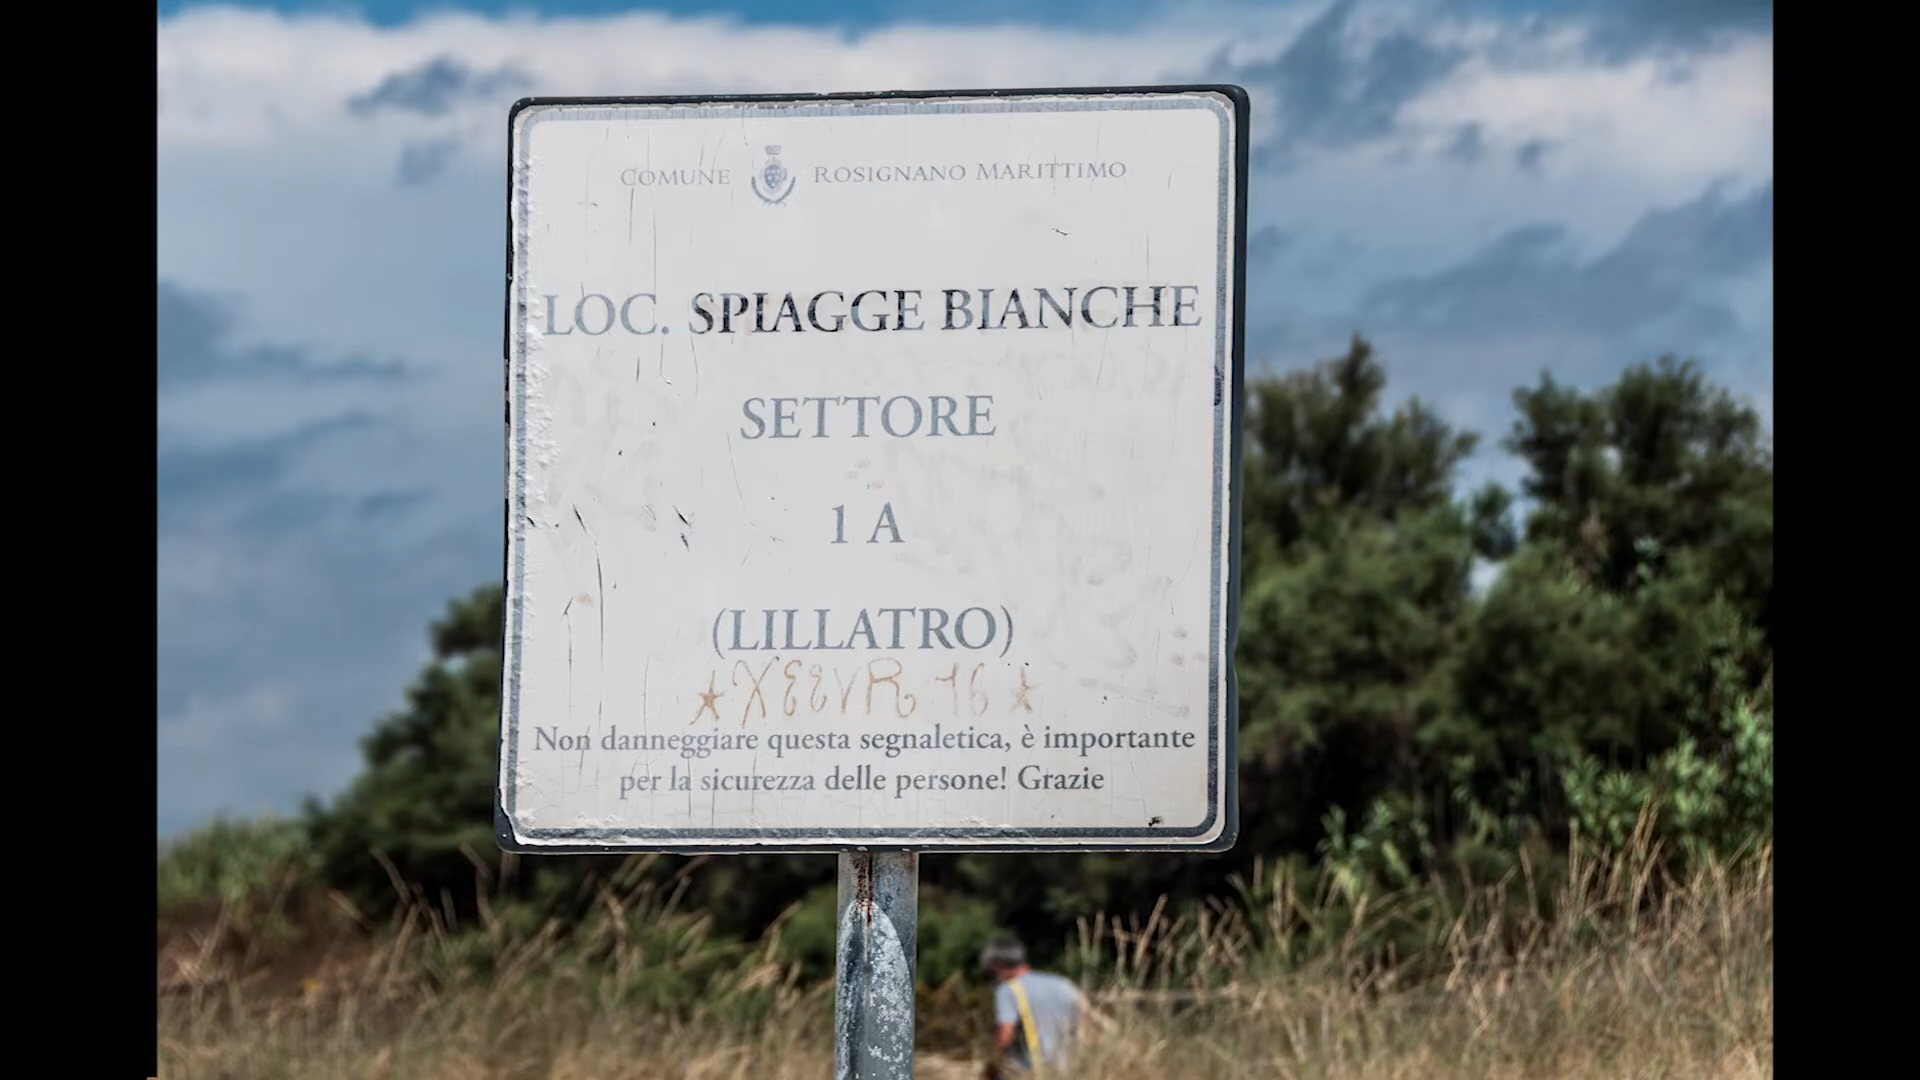 COMUNE ROSIGNANO MARITTIMO
LOC. SPIAGGE BIANCHE
SETTORE
1 A
(LILLATRO)
Non danneggiare questa segnaletica, è importante
per la sicurezza delle persone! Grazie